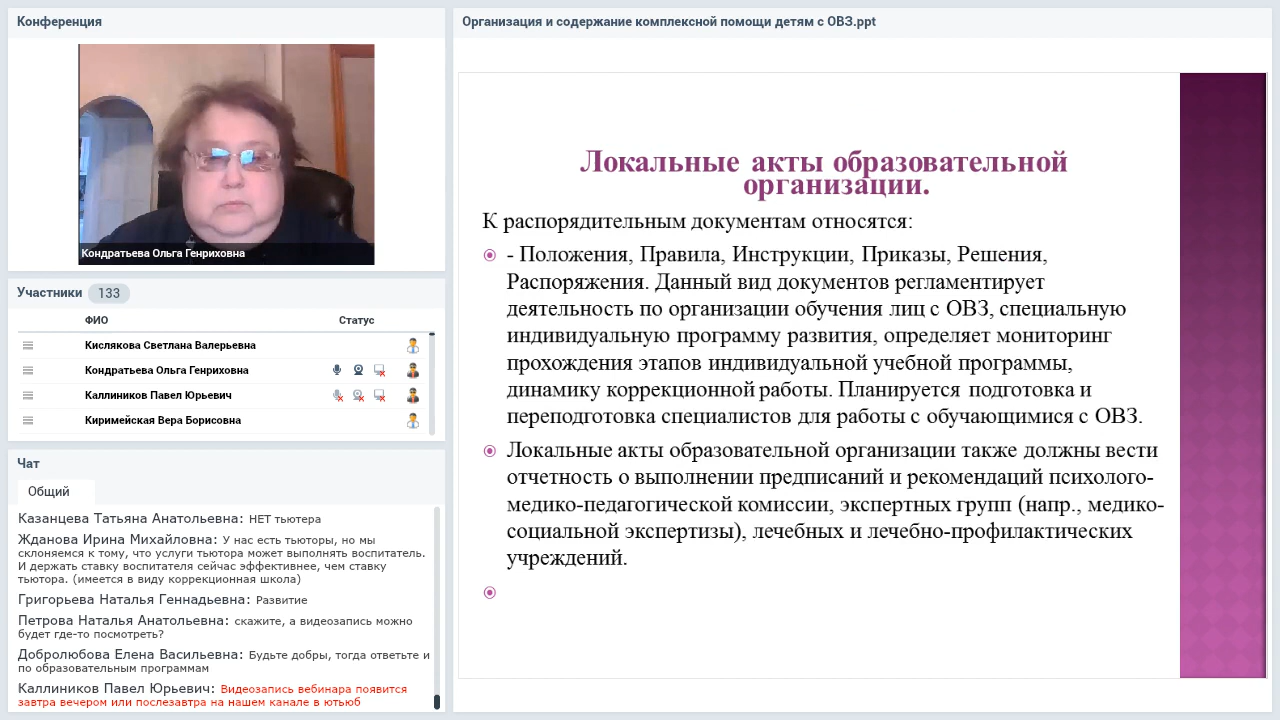 Конференция
Кондратьева Ольга Генриховна
Участники 133
ФИО Статус
Кислякова Светлана Валерьевна
Кондратьева Ольга Генриховна
Каллиников Павел Юрьевич
Киримейская Вера Борисовна
Чат
Общий
Казанцева Татьяна Анатольевна: НЕТ тьютера
Жданова Ирина Михайловна: У нас есть тьюторы, но мы
склоняемся к тому, что услуги тьютора может выполнять воспитатель.
И держать ставку воспитателя сейчас эффективнее, чем ставку
тьютора. (имеется в виду коррекционная школа)
Григорьева Наталья Геннадьевна: Развитие
Петрова Наталья Анатольевна: скажите, а видеозапись можно
будет где-то посмотреть?
Добролюбова Елена Васильевна: Будьте добры, тогда ответьте и
по образовательным программам
Каллиников Павел Юрьевич: Видеозапись вебинара появится
завтра вечером или послезавтра на нашем канале в ютьюб
Организация и содержание комплексной помощи детям с ОВЗ.ppt
Локальные акты образовательной
организации.
К распорядительным документам относятся:
- Положения, Правила, Инструкции, Приказы, Решения,
Распоряжения. Данный вид документов регламентирует
деятельность по организации обучения лиц с ОВЗ, специальную
индивидуальную программу развития, определяет мониторинг
прохождения этапов индивидуальной учебной программы,
динамику коррекционной работы. Планируется подготовка и
переподготовка специалистов для работы с обучающимися с ОВЗ.
Локальные акты образовательной организации также должны вести
отчетность о выполнении предписаний и рекомендаций психолого-
медико-педагогической комиссии, экспертных групп (напр., медико-
социальной экспертизы), лечебных и лечебно-профилактических
учреждений.